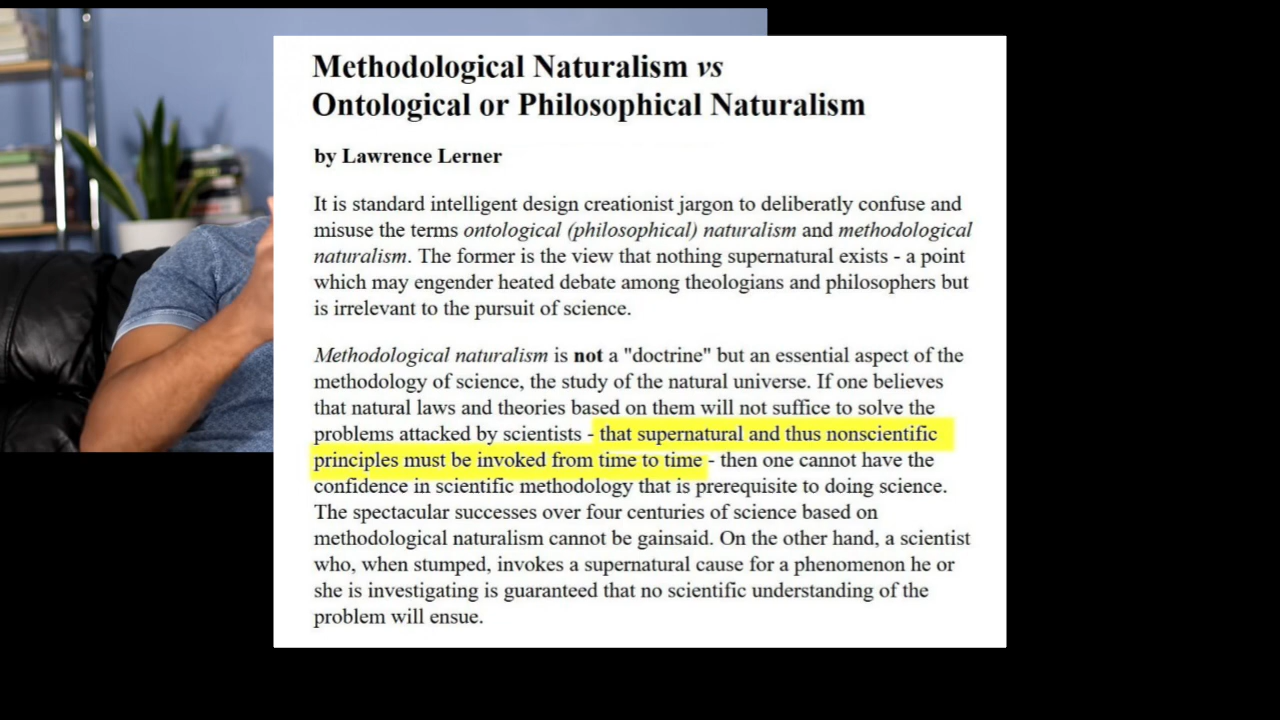 Methodological Naturalism vs
Ontological or Philosophical Naturalism
by Lawrence Lerner
It is standard intelligent design creationist jargon to deliberatly confuse and
misuse the terms ontological (philosophical) naturalism and methodological
naturalism. The former is the view that nothing supernatural exists - a point
which may engender heated debate among theologians and philosophers but
is irrelevant to the pursuit of science.
Methodological naturalism is not a "doctrine" but an essential aspect of the
methodology of science, the study of the natural universe. If one believes
that natural laws and theories based on them will not suffice to solve the
problems attacked by scientists - that supernatural and thus nonscientific
principles must be invoked from time to time - then one cannot have the
confidence in scientific methodology that is prerequisite to doing science.
The spectacular successes over four centuries of science based on
methodological naturalism cannot be gainsaid. On the other hand, a scientist
who, when stumped, invokes a supernatural cause for a phenomenon he or
she is investigating is guaranteed that no scientific understanding of the
problem will ensue.